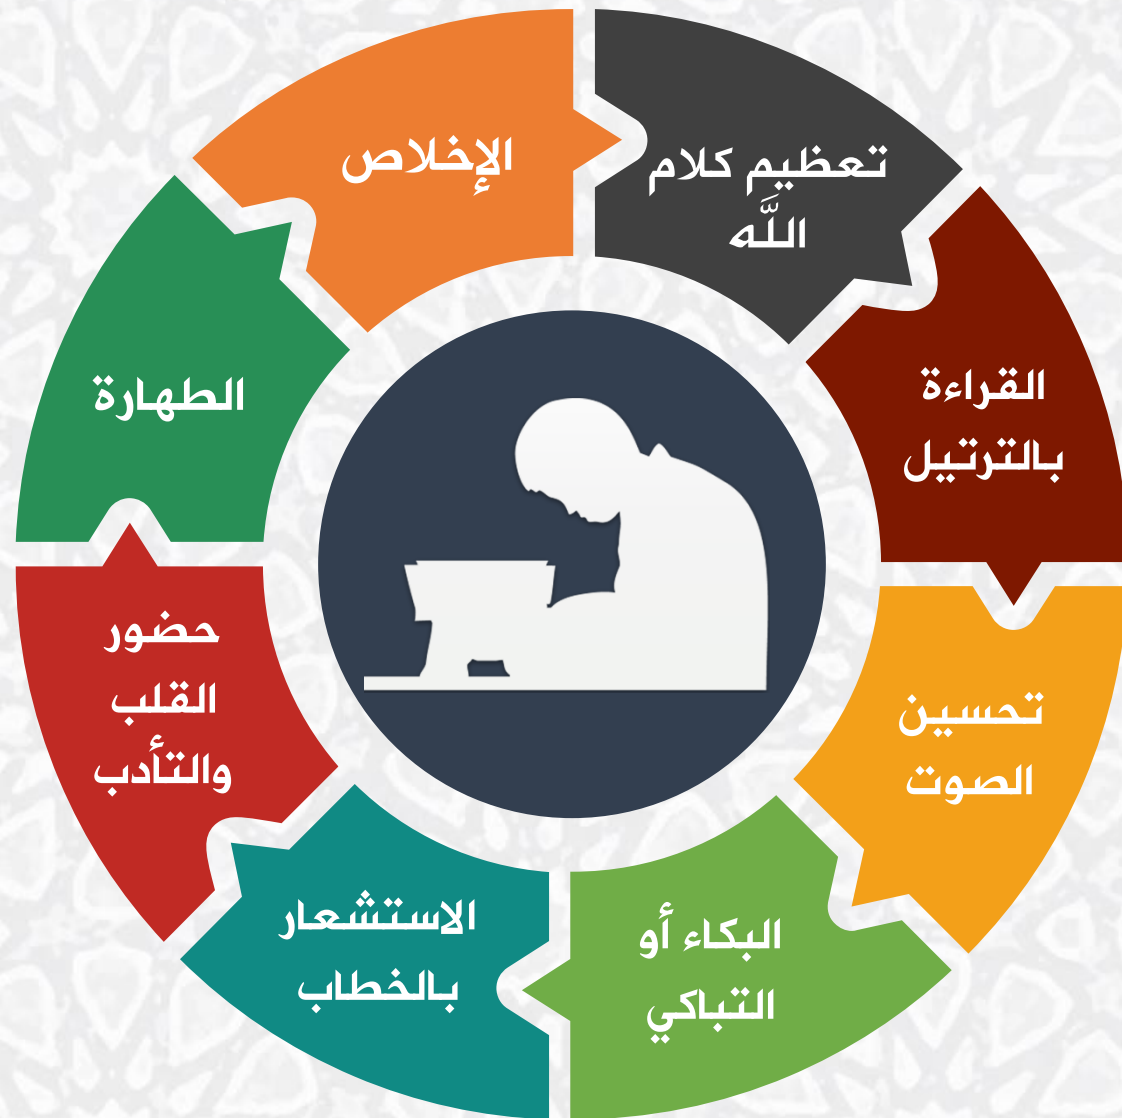 الإخلاص
تعظيم كلام
اللَّه
القراءة
بالترتيل
تحسين
الصوت
البكاء أو
التباكي
الاستشعار
بالخطاب
حضور
القلب
والتأدب
الطهارة